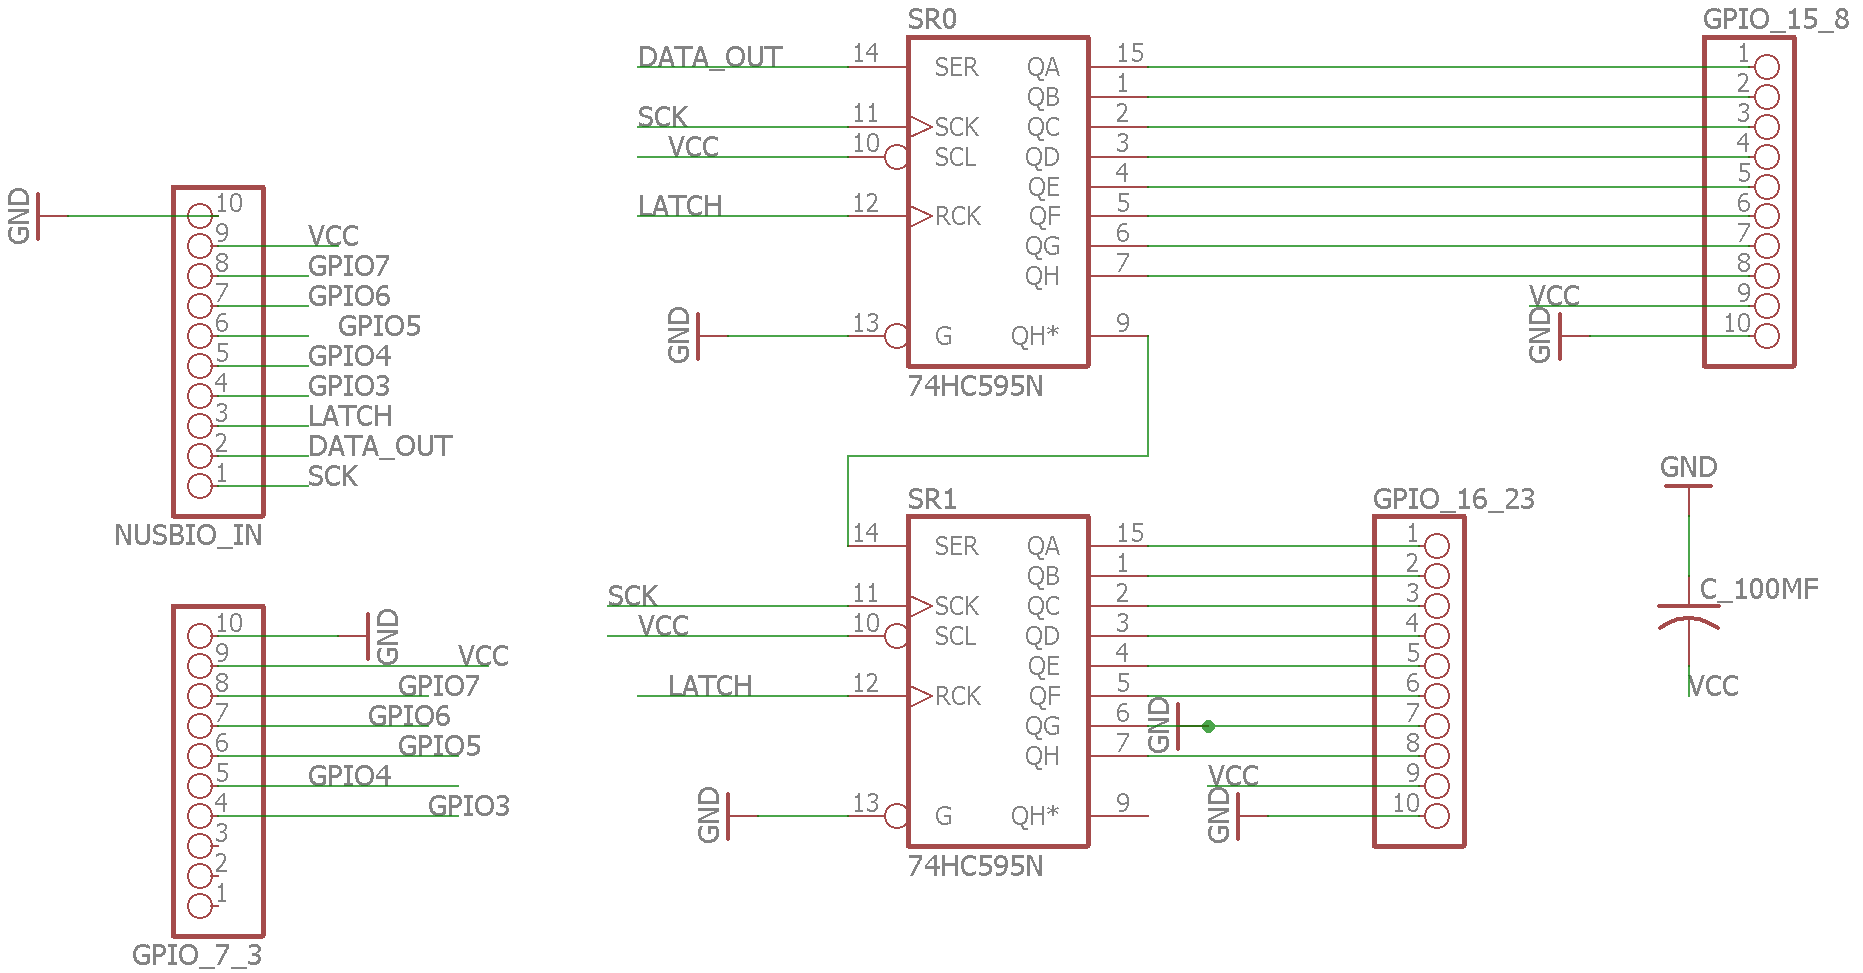 GND
10
9 VCC
8 GPIO7
7 GPIO6
6 GPIO5
5 GPIO4
4 GPIO3
3 LATCH
2 DATA_OUT
1 SCK
NUSBIO_IN
10 GND
9 VCC
8 GPIO7
7 GPIO6
6 GPIO5
5 GPIO4
4 GPIO3
3
2
1
GPIO_7_3
SR0
DATA_OUT 14 SER QA 15
QB 1
SCK 11 SCK QC 2
VCC 10 SCL QD 3
QE 4
LATCH 12 RCK QF 5
QG 6
QH 7
GND 13 G QH* 9
74HC595N
GPIO_15_8
1
2
3
4
5
6
7
8
VCC 9
GND 10
SR1
14 SER QA 15
QB 1
SCK 11 SCK QC 2
VCC 10 SCL QD 3
QE 4
LATCH 12 RCK QF 5
QG 6 GND
QH 7
GND 13 G QH* 9
74HC595N
GPIO_16_23
1
2
3
4
5
6
7
8
VCC 9
GND 10
GND
C_100MF
VCC